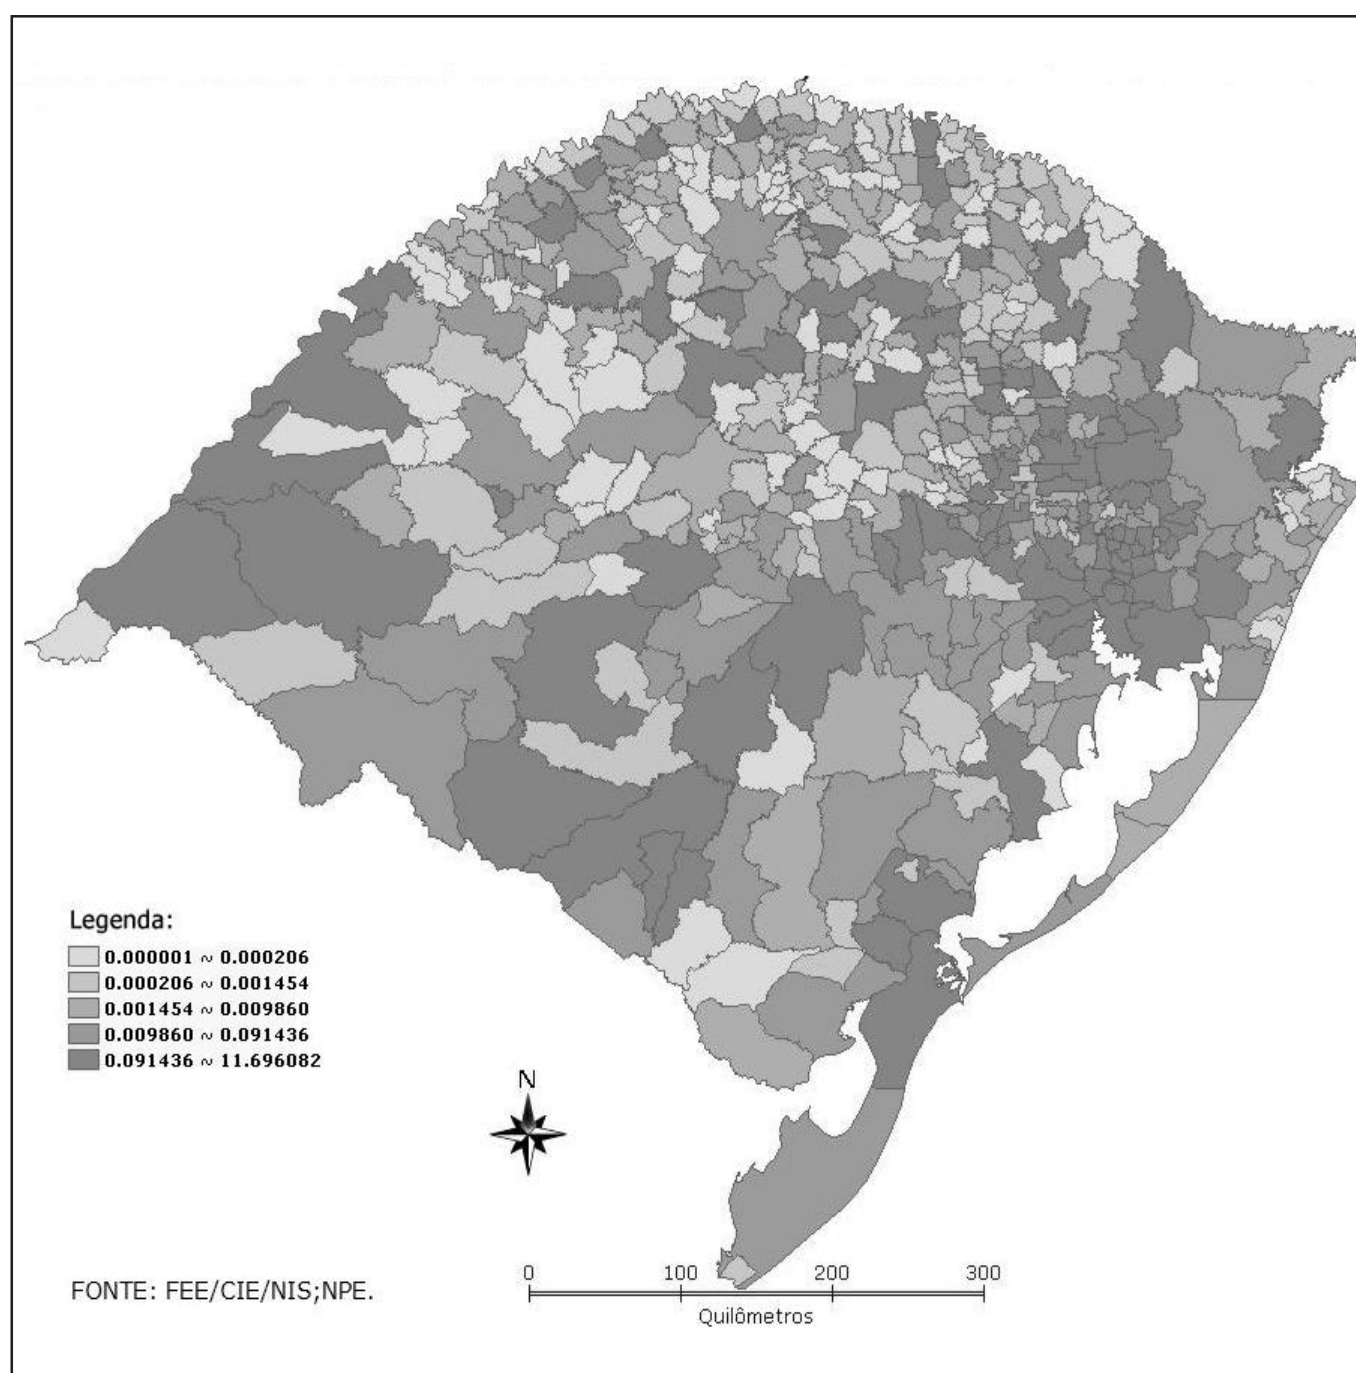 Legenda:
0.000001 ~ 0.000206
0.000206 ~ 0.001454
0.001454 ~ 0.009860
0.009860 ~ 0.091436
0.091436 ~ 11.696082
N
FONTE: FEE/CIE/NIS;NPE.
0 100 200 300
Quilômetros